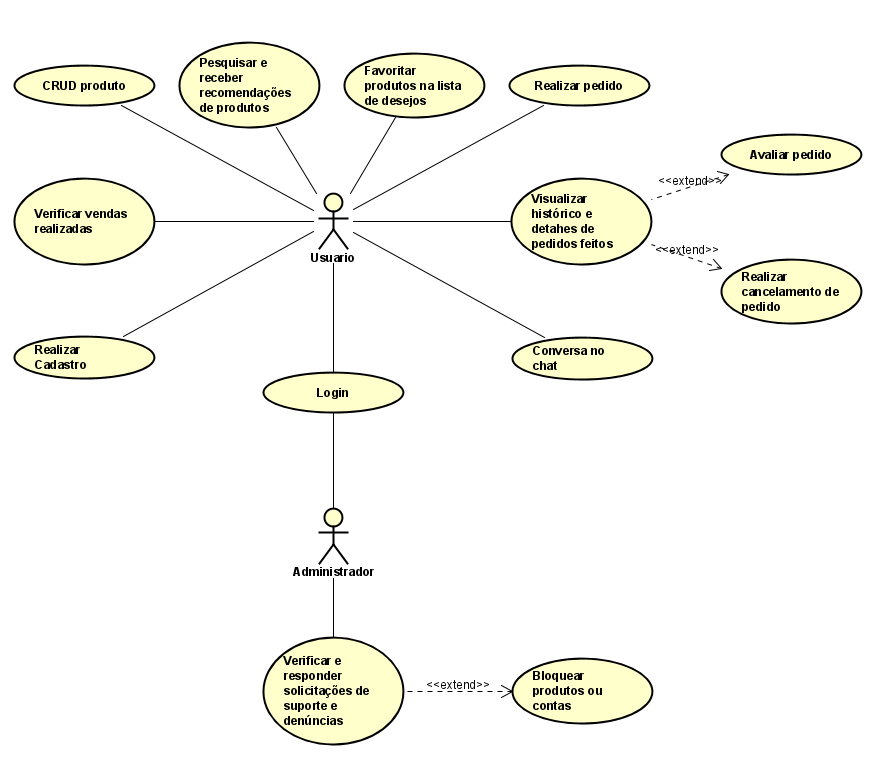 CRUD produto
Pesquisar e
receber
recomendações
de produtos
Favoritar
produtos na lista
de desejos
Realizar pedido
Avaliar pedido
<<extend>>
Verificar vendas
realizadas
Visualizar
histórico e
detahes de
pedidos feitos
<<extend>>
Usuario
Realizar
cancelamento de
pedido
Realizar
Cadastro
Conversa no
chat
Login
Administrador
Verificar e
responder
solicitações de
suporte e
denúncias
<<extend>>
Bloquear
produtos ou
contas